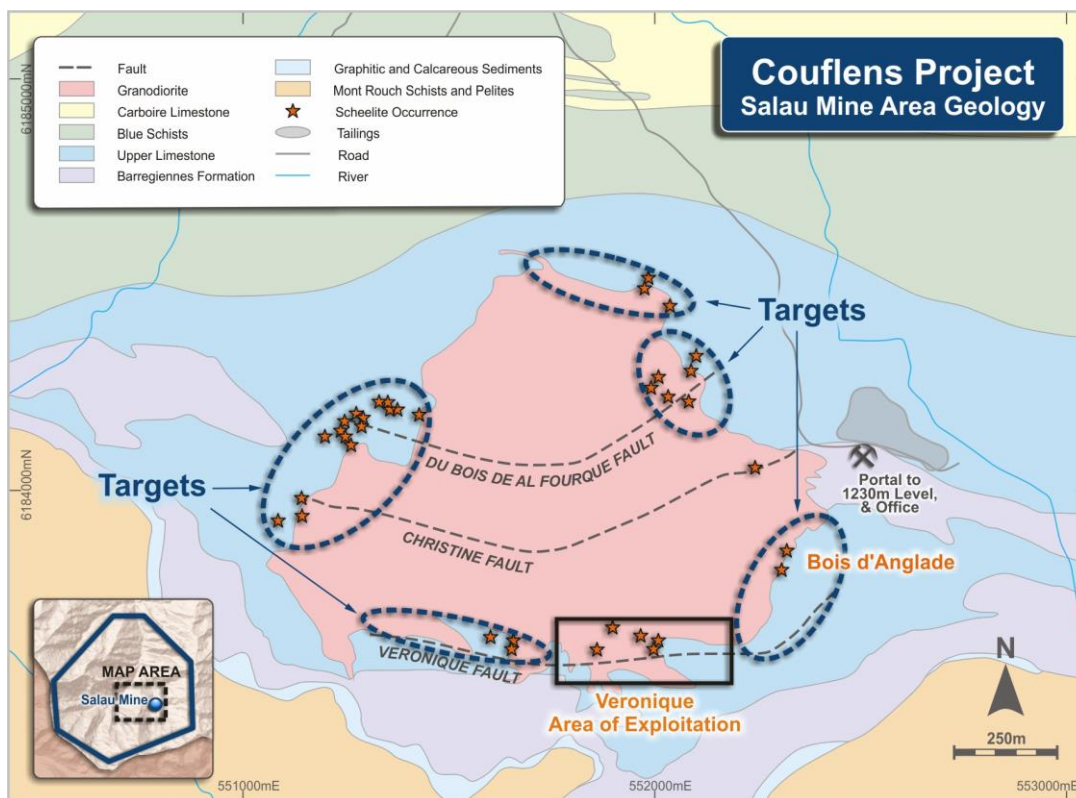 Couflens Project
Salau Mine Area Geology
Fault
Granodiorite
Carboire Limestone
Blue Schists
Upper Limestone
Barregiennes Formation
Graphitic and Calcareous Sediments
Mont Rouch Schists and Pelites
Scheelite Occurrence
Tailings
Road
River
6185000mN
6184000mN
Targets
Targets
DU BOIS DE AL FOURQUE FAULT
CHRISTINE FAULT
VERONIQUE FAULT
Portal to
1230m Level,
& Office
Bois d'Anglade
Veronique
Area of Exploitation
MAP AREA
Salau Mine
N
250m
551000mE
552000mE
553000mE